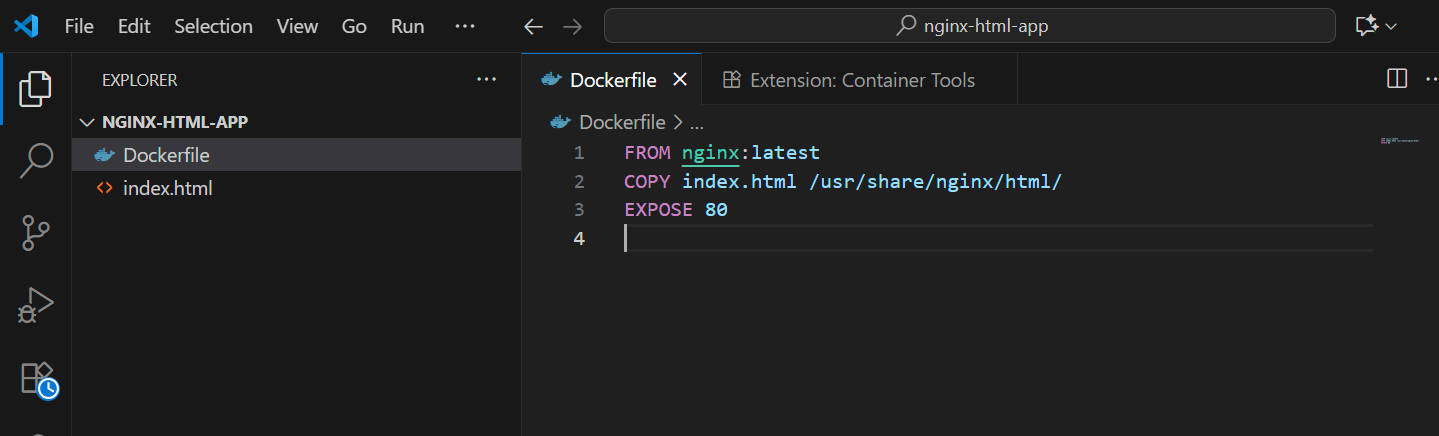 File Edit Selection View Go Run ···
nginx-html-app
EXPLORER ···
NGINX-HTML-APP
Dockerfile
index.html
Dockerfile
Extension: Container Tools
Dockerfile > ...
1 FROM nginx:latest
2 COPY index.html /usr/share/nginx/html/
3 EXPOSE 80
4